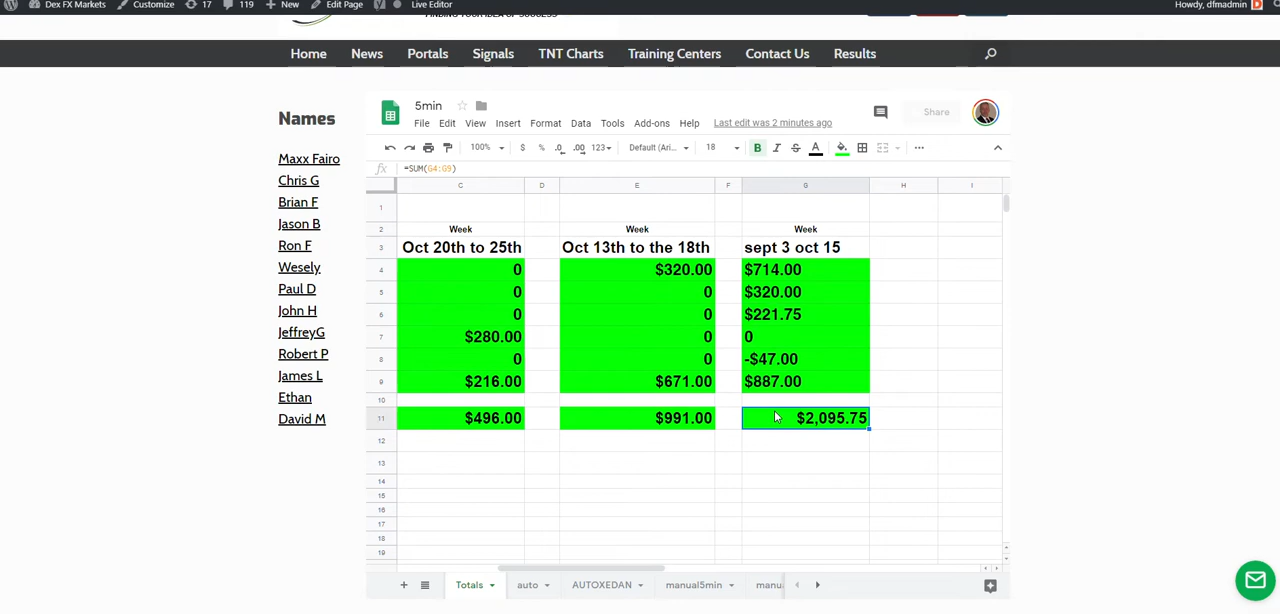 Dex FX Markets Customize 17 119 New Edit Page Live Editor Howdy, dfmadmin
FINDING YOUR IDEA OF SUCCESS
Home News Portals Signals TNT Charts Training Centers Contact Us Results
Names
Maxx Fairo
Chris G
Brian F
Jason B
Ron F
Wesely
Paul D
John H
JeffreyG
Robert P
James L
Ethan
David M
5min
Share
File Edit View Insert Format Data Tools Add-ons Help Last edit was 2 minutes ago
100% $ % .0 .00 123 Default (Ari... 18 B I S A
fx =SUM(G4:G9)
C D E F G H I
1
2 Week Week Week
3 Oct 20th to 25th Oct 13th to the 18th sept 3 oct 15
4 0 $320.00 $714.00
5 0 0 $320.00
6 0 0 $221.75
7 $280.00 0 0
8 0 0 -$47.00
9 $216.00 $671.00 $887.00
10
11 $496.00 $991.00 $2,095.75
12
13
14
15
16
17
18
19
+ Totals auto AUTOXEDAN manual5min manu